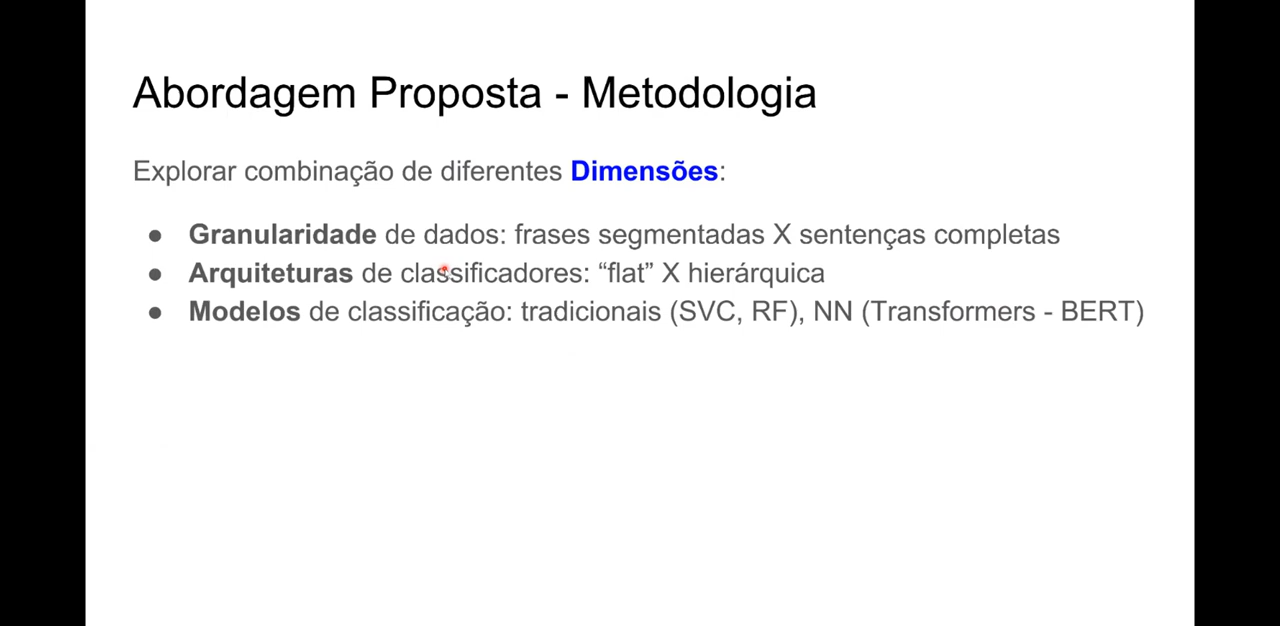 Abordagem Proposta - Metodologia
Explorar combinação de diferentes Dimensões:
● Granularidade de dados: frases segmentadas X sentenças completas
● Arquiteturas de classificadores: “flat” X hierárquica
● Modelos de classificação: tradicionais (SVC, RF), NN (Transformers - BERT)